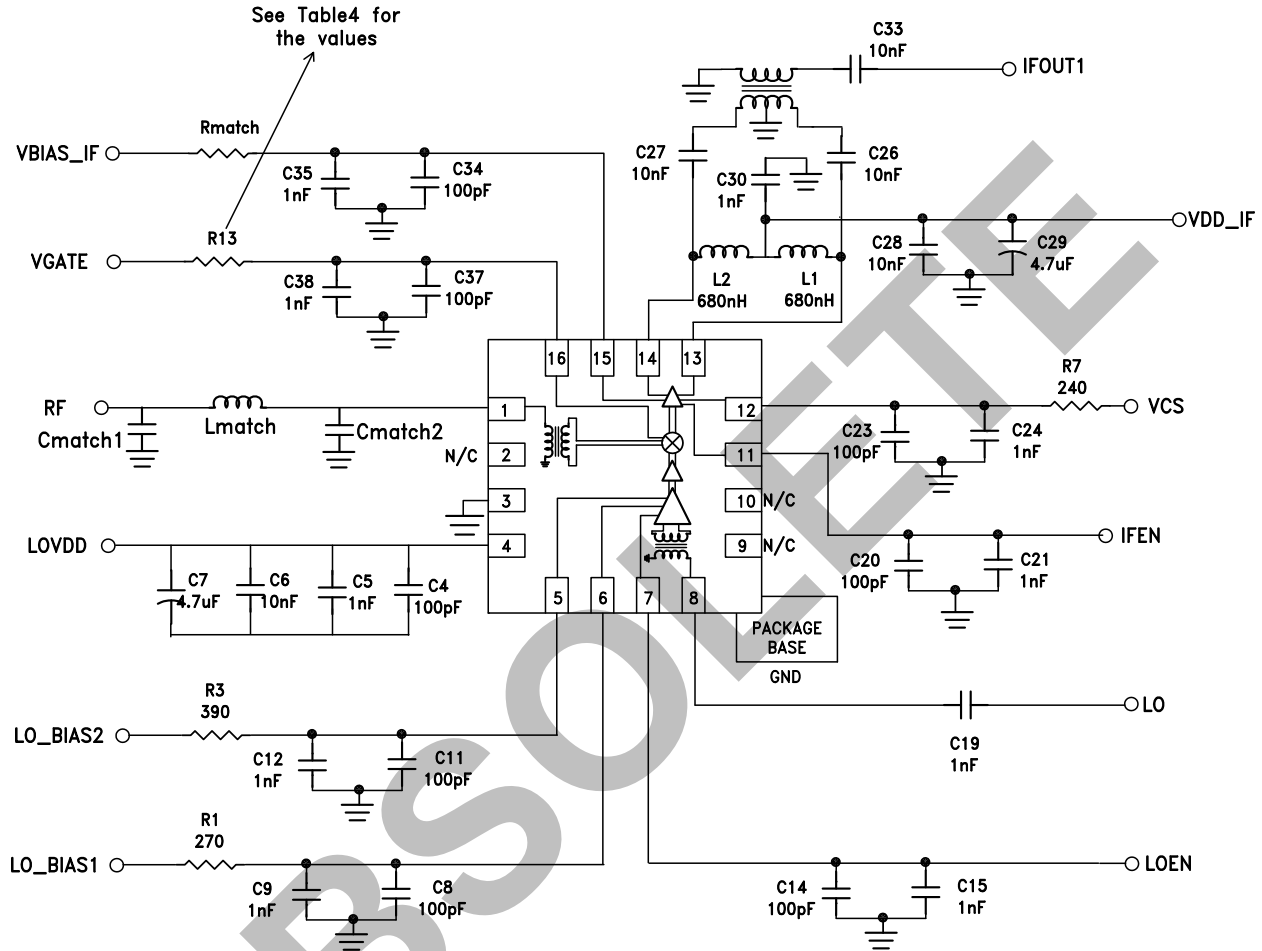 See Table4 for
the values
C33
10nF
IFOUT1
Rmatch
VBIAS_IF
C35
1nF
C34
100pF
C27
10nF
C30
1nF
C26
10nF
R13
VGATE
C38
1nF
C37
100pF
L2
680nH
L1
680nH
C28
10nF
C29
4.7uF
VDD_IF
16
15
14
13
R7
240
RF
Cmatch1
Lmatch
Cmatch2
1
12
VCS
C23
100pF
C24
1nF
N/C
2
11
3
10
N/C
LOVDD
4
9
N/C
IFEN
C20
100pF
C21
1nF
C7
4.7uF
C6
10nF
C5
1nF
C4
100pF
5
6
7
8
PACKAGE
BASE
GND
R3
390
LO_BIAS2
C12
1nF
C11
100pF
LO
C19
1nF
R1
270
LO_BIAS1
C9
1nF
C8
100pF
LOEN
C14
100pF
C15
1nF
BSOLETE